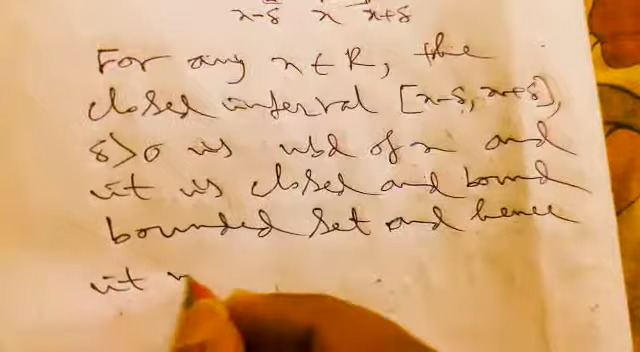 x-δ x x+δ
For any x ∈ R, the
closed interval [x-δ, x+δ],
δ>0 is nbd of x and
it is closed and bound
bounded set and hence
it